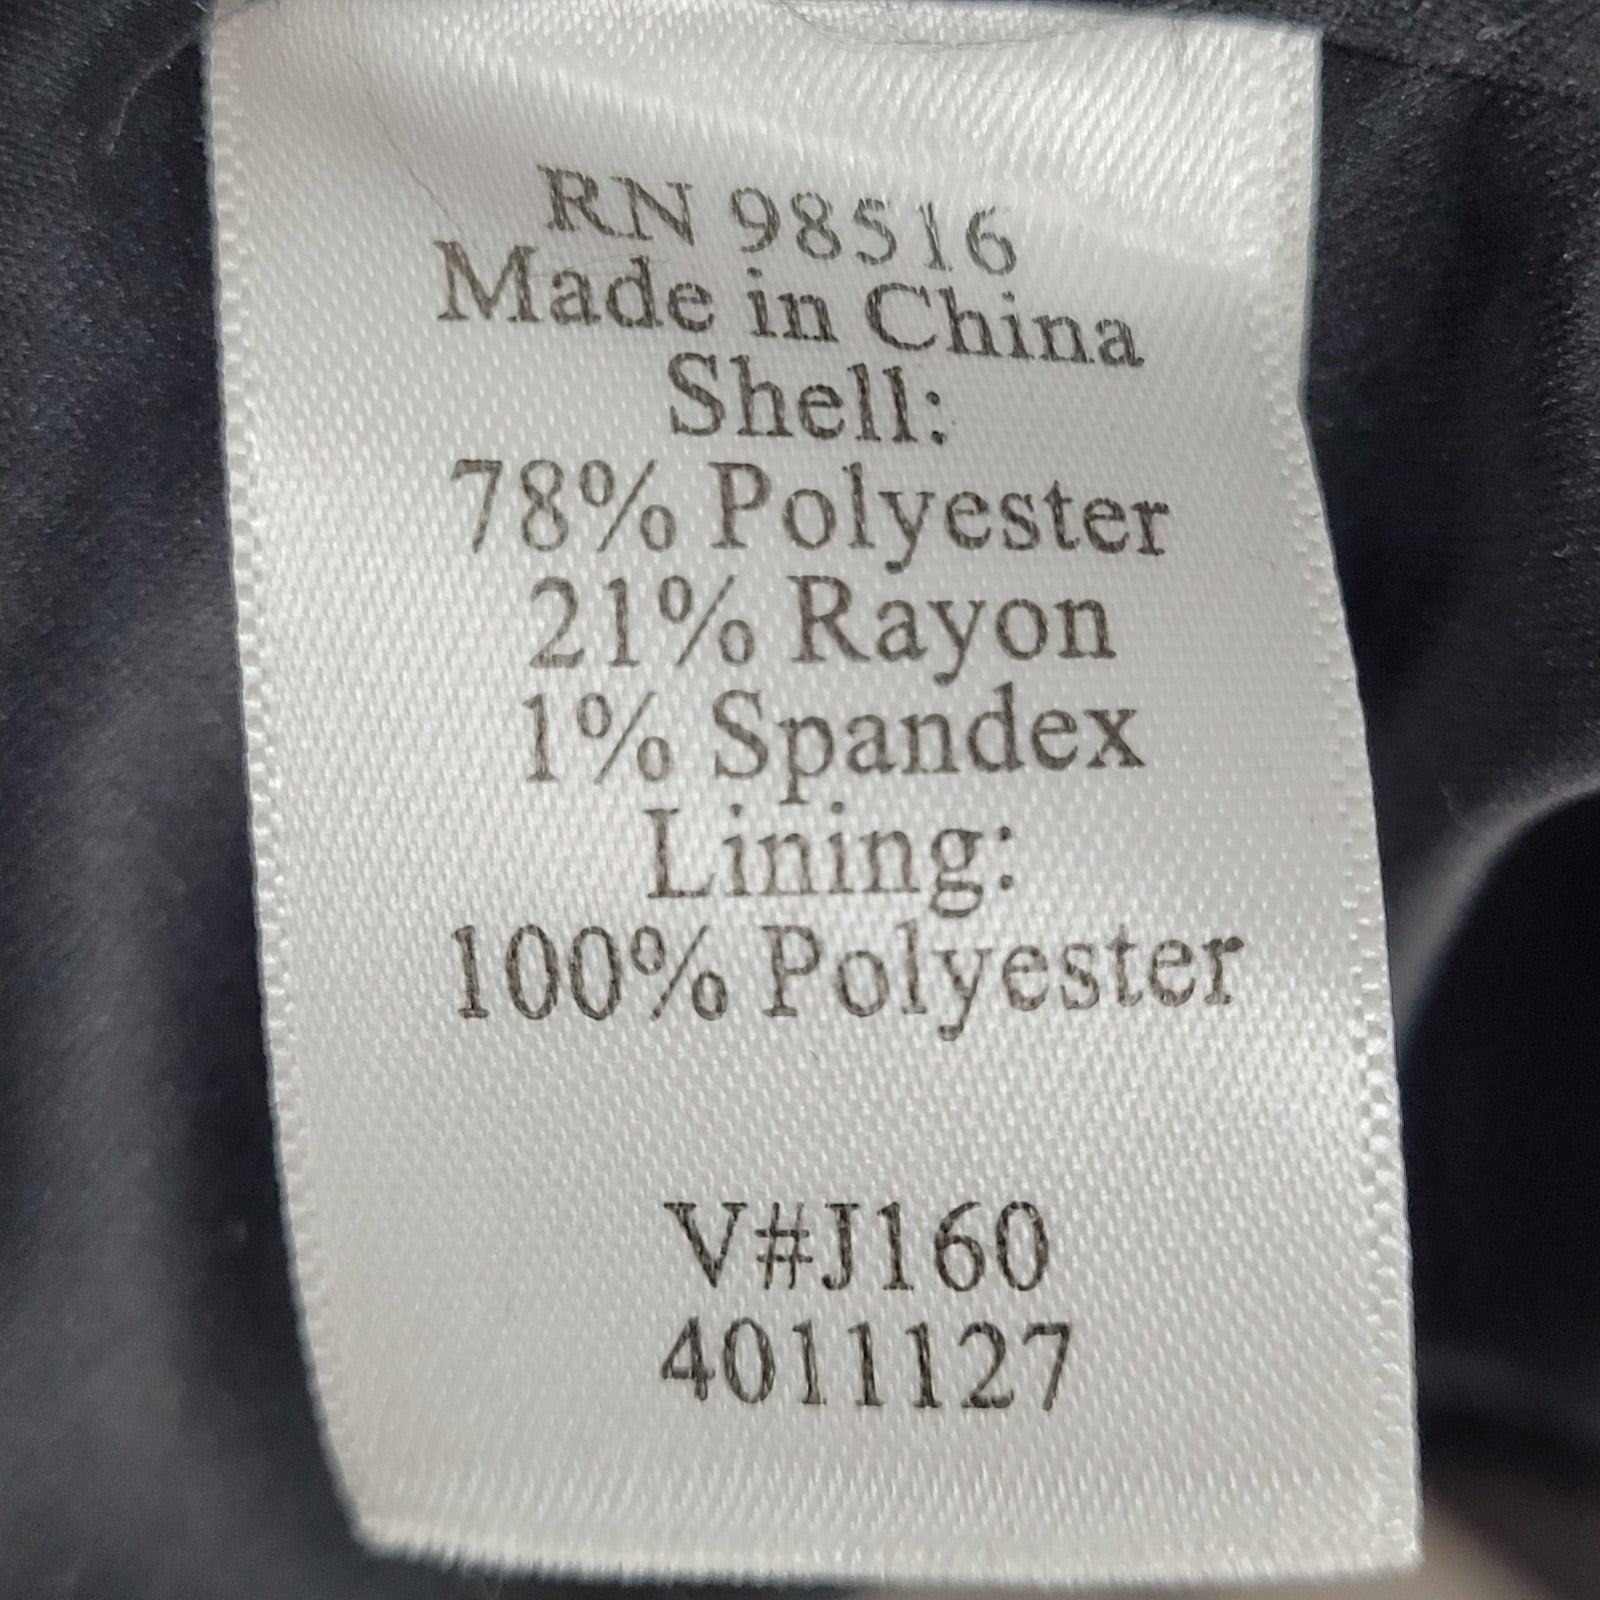 RN 98516
Made in China
Shell:
78% Polyester
21% Rayon
1% Spandex
Lining:
100% Polyester
V#J160
4011127